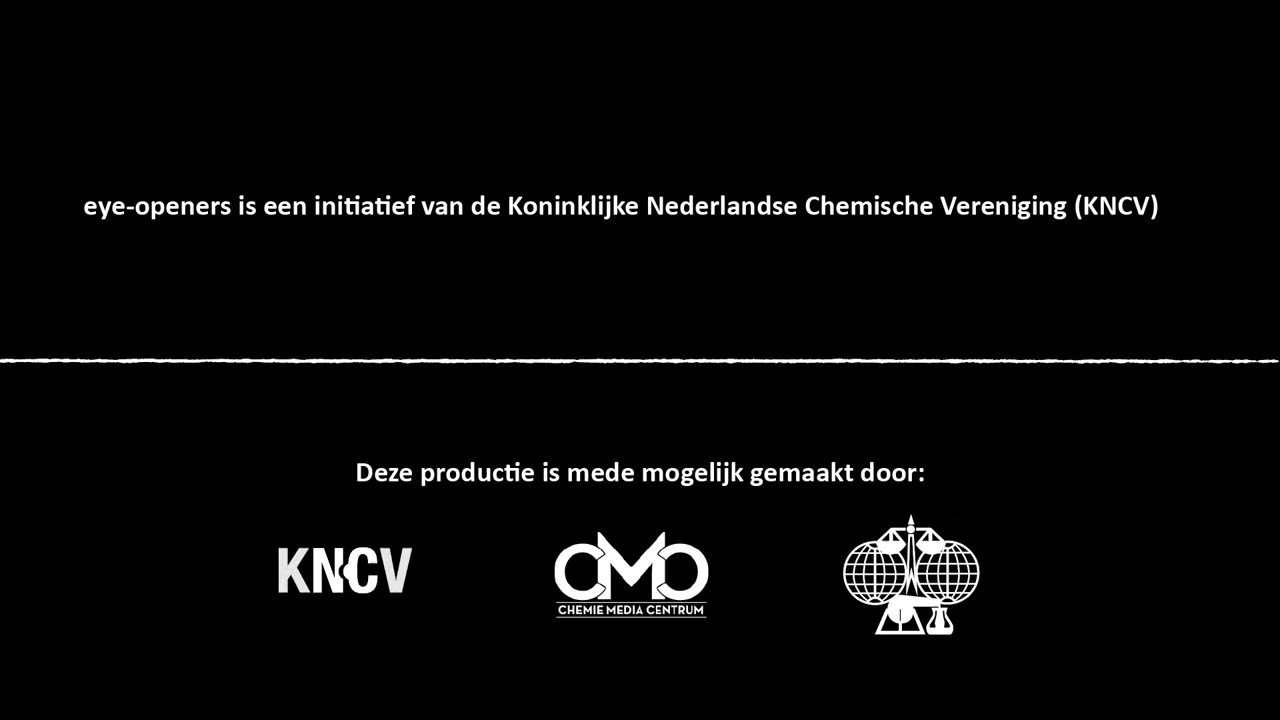 eye-openers is een initiatief van de Koninklijke Nederlandse Chemische Vereniging (KNCV)
Deze productie is mede mogelijk gemaakt door:
KNCV
CMC
CHEMIE MEDIA CENTRUM